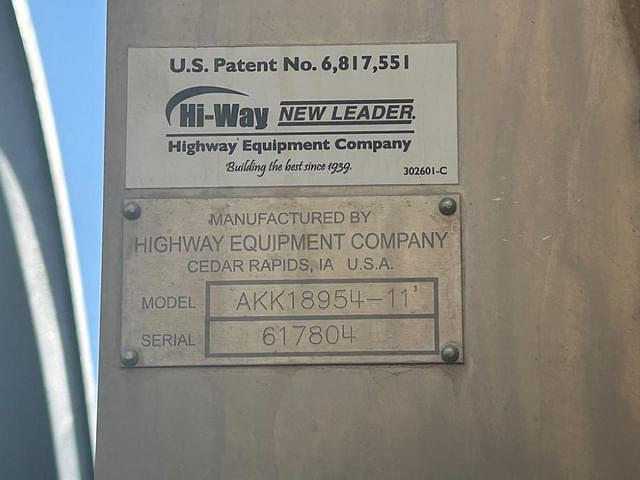 U.S. Patent No. 6,817,551
Hi-Way NEW LEADER.
Highway Equipment Company
Building the best since 1939.
302601-C
MANUFACTURED BY
HIGHWAY EQUIPMENT COMPANY
CEDAR RAPIDS, IA U.S.A.
MODEL AKK18954-11'
SERIAL 617804